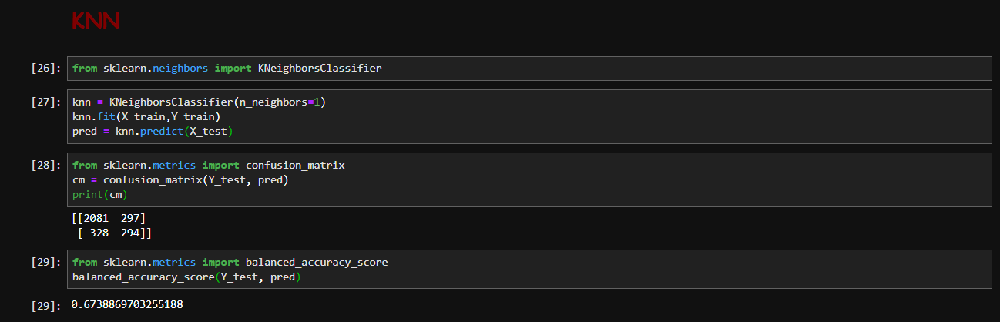 KNN
[26]: from sklearn.neighbors import KNeighborsClassifier
[27]: knn = KNeighborsClassifier(n_neighbors=1)
knn.fit(X_train,Y_train)
pred = knn.predict(X_test)
[28]: from sklearn.metrics import confusion_matrix
cm = confusion_matrix(Y_test, pred)
print(cm)
[[2081  297]
[ 328  294]]
[29]: from sklearn.metrics import balanced_accuracy_score
balanced_accuracy_score(Y_test, pred)
[29]: 0.6738869703255188